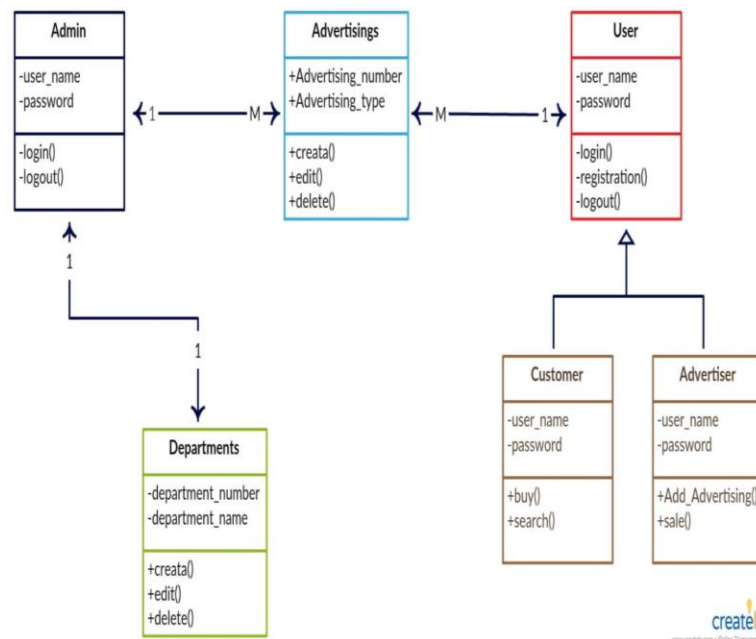 Admin
-user_name
-password
-login()
-logout()
1
M
Advertisings
+Advertising_number
+Advertising_type
+creata()
+edit()
+delete()
M
1
User
-user_name
-password
-login()
-registration()
-logout()
1
1
Departments
-department_number
-department_name
+creata()
+edit()
+delete()
Customer
-user_name
-password
+buy()
+search()
Advertiser
-user_name
-password
+Add_Advertising()
+sale()
create